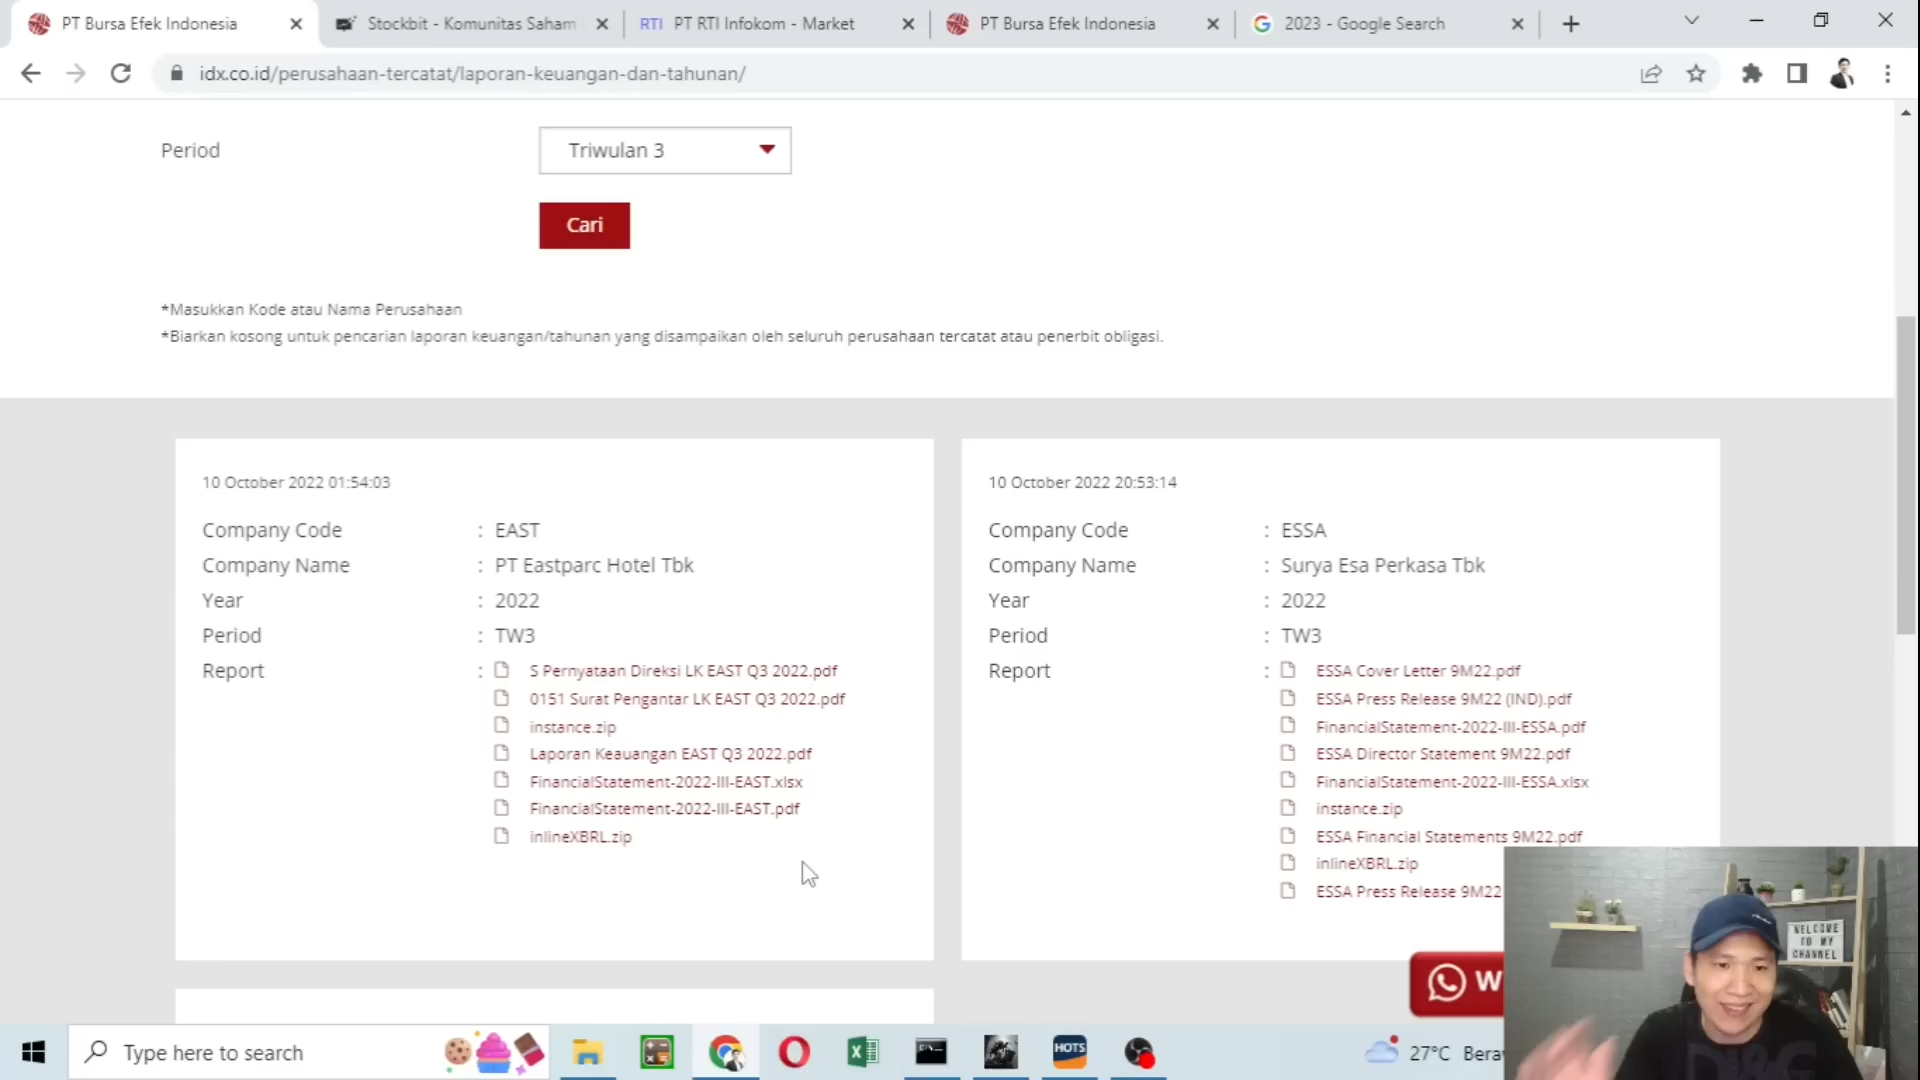 PT Bursa Efek Indonesia
Stockbit - Komunitas Saham
RTI PT RTI Infokom - Market
PT Bursa Efek Indonesia
2023 - Google Search
idx.co.id/perusahaan-tercatat/laporan-keuangan-dan-tahunan/
Period
Triwulan 3
Cari
*Masukkan Kode atau Nama Perusahaan
*Biarkan kosong untuk pencarian laporan keuangan/tahunan yang disampaikan oleh seluruh perusahaan tercatat atau penerbit obligasi.
10 October 2022 01:54:03
Company Code : EAST
Company Name : PT Eastparc Hotel Tbk
Year : 2022
Period : TW3
Report :
S Pernyataan Direksi LK EAST Q3 2022.pdf
0151 Surat Pengantar LK EAST Q3 2022.pdf
instance.zip
Laporan Keauangan EAST Q3 2022.pdf
FinancialStatement-2022-III-EAST.xlsx
FinancialStatement-2022-III-EAST.pdf
inlineXBRL.zip
10 October 2022 20:53:14
Company Code : ESSA
Company Name : Surya Esa Perkasa Tbk
Year : 2022
Period : TW3
Report :
ESSA Cover Letter 9M22.pdf
ESSA Press Release 9M22 (IND).pdf
FinancialStatement-2022-III-ESSA.pdf
ESSA Director Statement 9M22.pdf
FinancialStatement-2022-III-ESSA.xlsx
instance.zip
ESSA Financial Statements 9M22.pdf
inlineXBRL.zip
ESSA Press Release 9M22
W
WELCOME
TO MY
CHANNEL
Type here to search
HOTS
27°C Bera